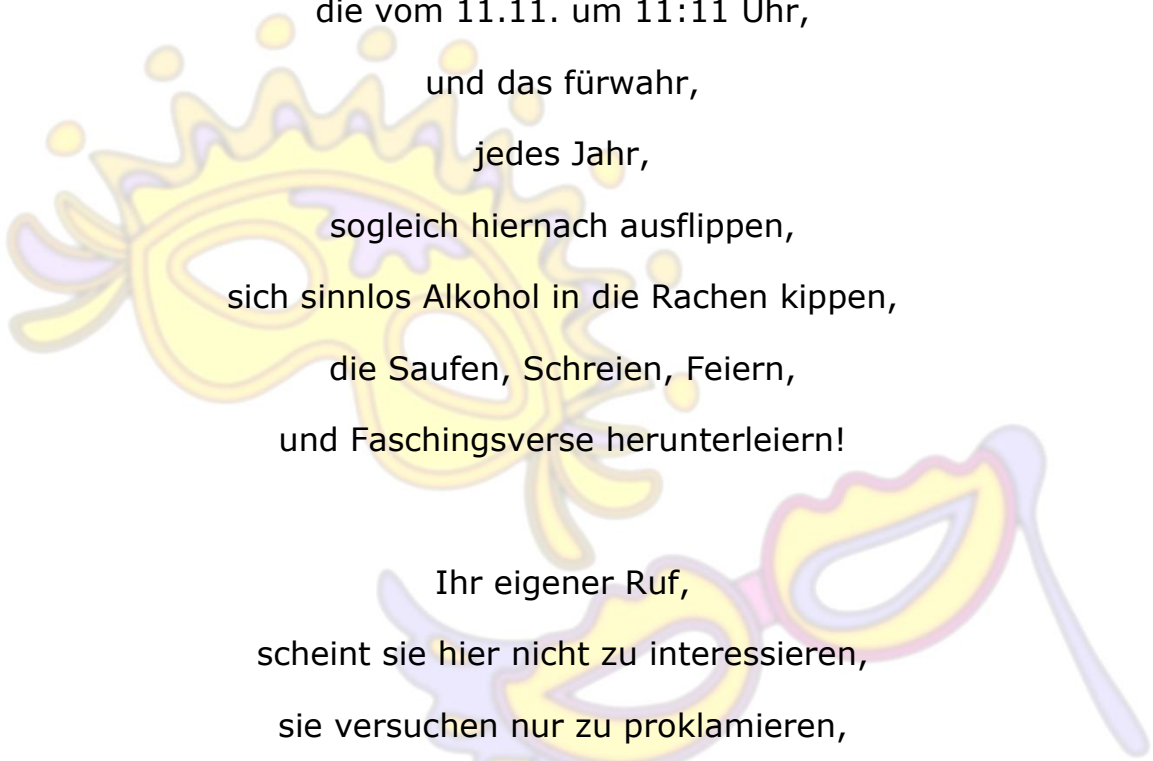 die vom 11.11. um 11:11 Uhr,
und das fürwahr,
jedes Jahr,
sogleich hiernach ausflippen,
sich sinnlos Alkohol in die Rachen kippen,
die Saufen, Schreien, Feiern,
und Faschingsverse herunterleiern!
Ihr eigener Ruf,
scheint sie hier nicht zu interessieren,
sie versuchen nur zu proklamieren,